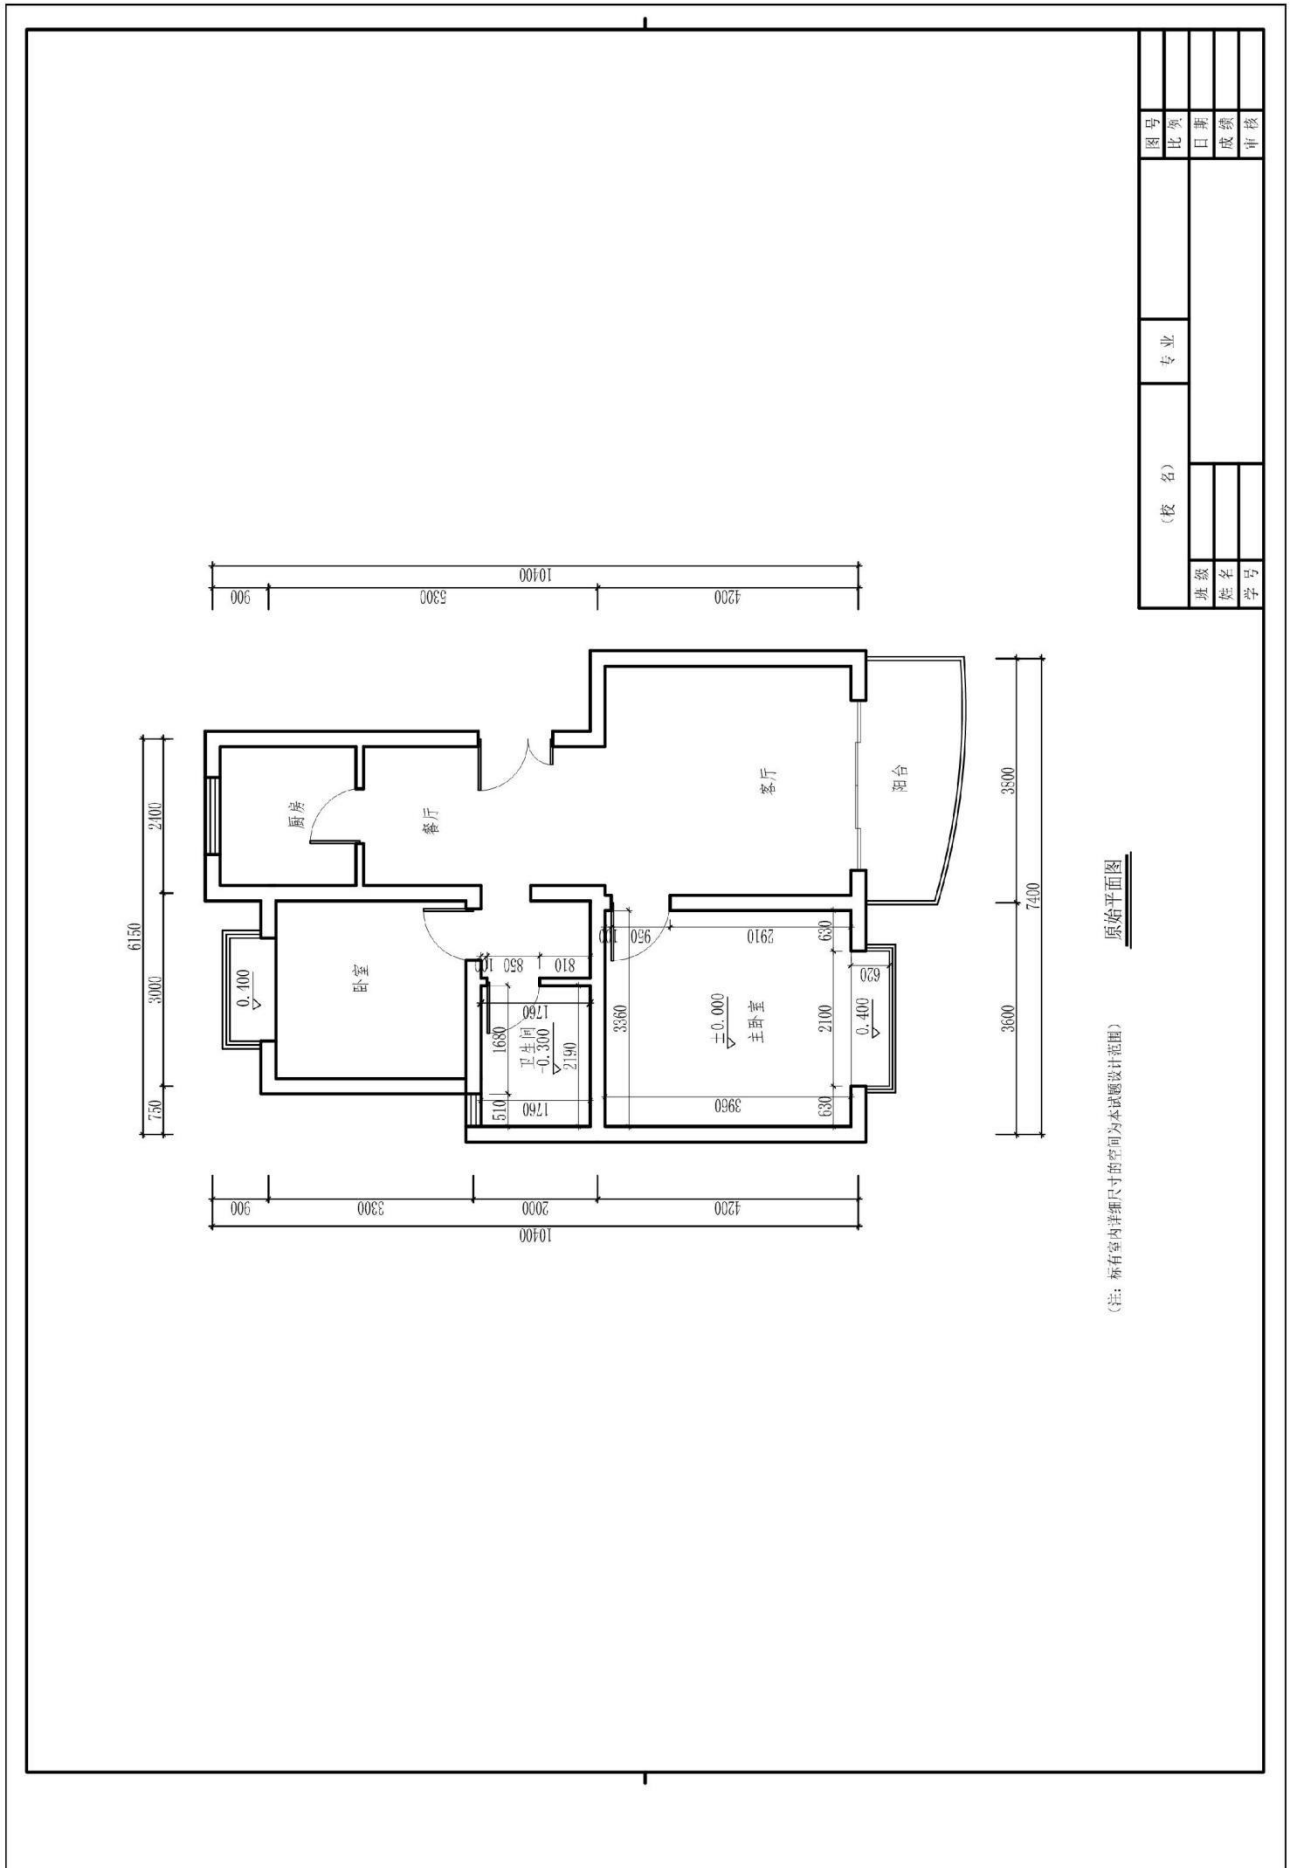 图号
比例
日期
成绩
审核
专业
(校 名)
班级
姓名
学号
10400
900
5300
4200
6150
2400
3000
750
厨房
餐厅
客厅
阳台
3800
7400
3600
0.400
卧室
100
850
810
1760
1680
卫生间
-0.300
2190
510
1760
100
950
2910
630
3360
±0.000
主卧室
2100
620
0.400
3960
630
900
3300
2000
4200
10400
原始平面图
(注：标有室内详细尺寸的空间为本试题设计范围)